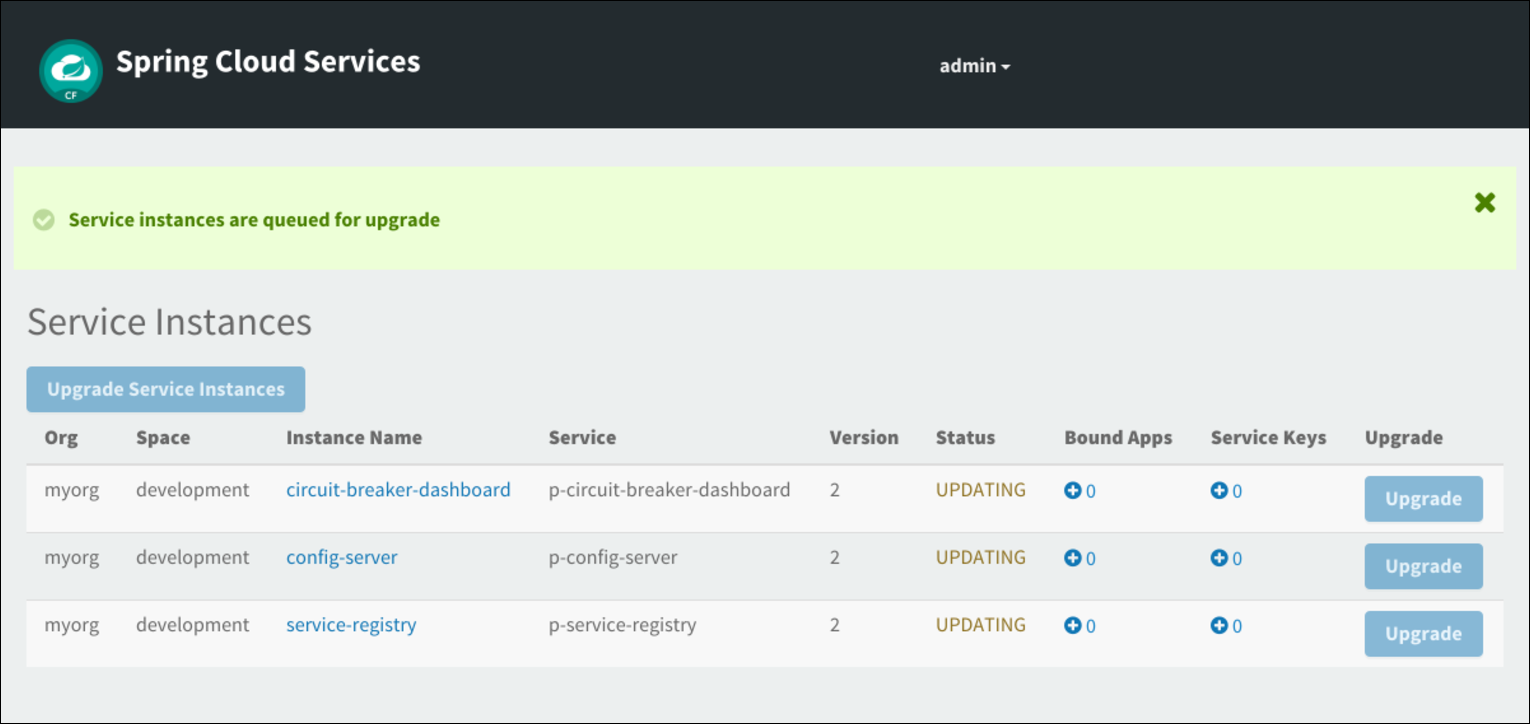 Spring Cloud Services
CF
admin
Service instances are queued for upgrade
Service Instances
Upgrade Service Instances
Org Space Instance Name Service Version Status Bound Apps Service Keys Upgrade
myorg development circuit-breaker-dashboard p-circuit-breaker-dashboard 2 UPDATING 0 0 Upgrade
myorg development config-server p-config-server 2 UPDATING 0 0 Upgrade
myorg development service-registry p-service-registry 2 UPDATING 0 0 Upgrade